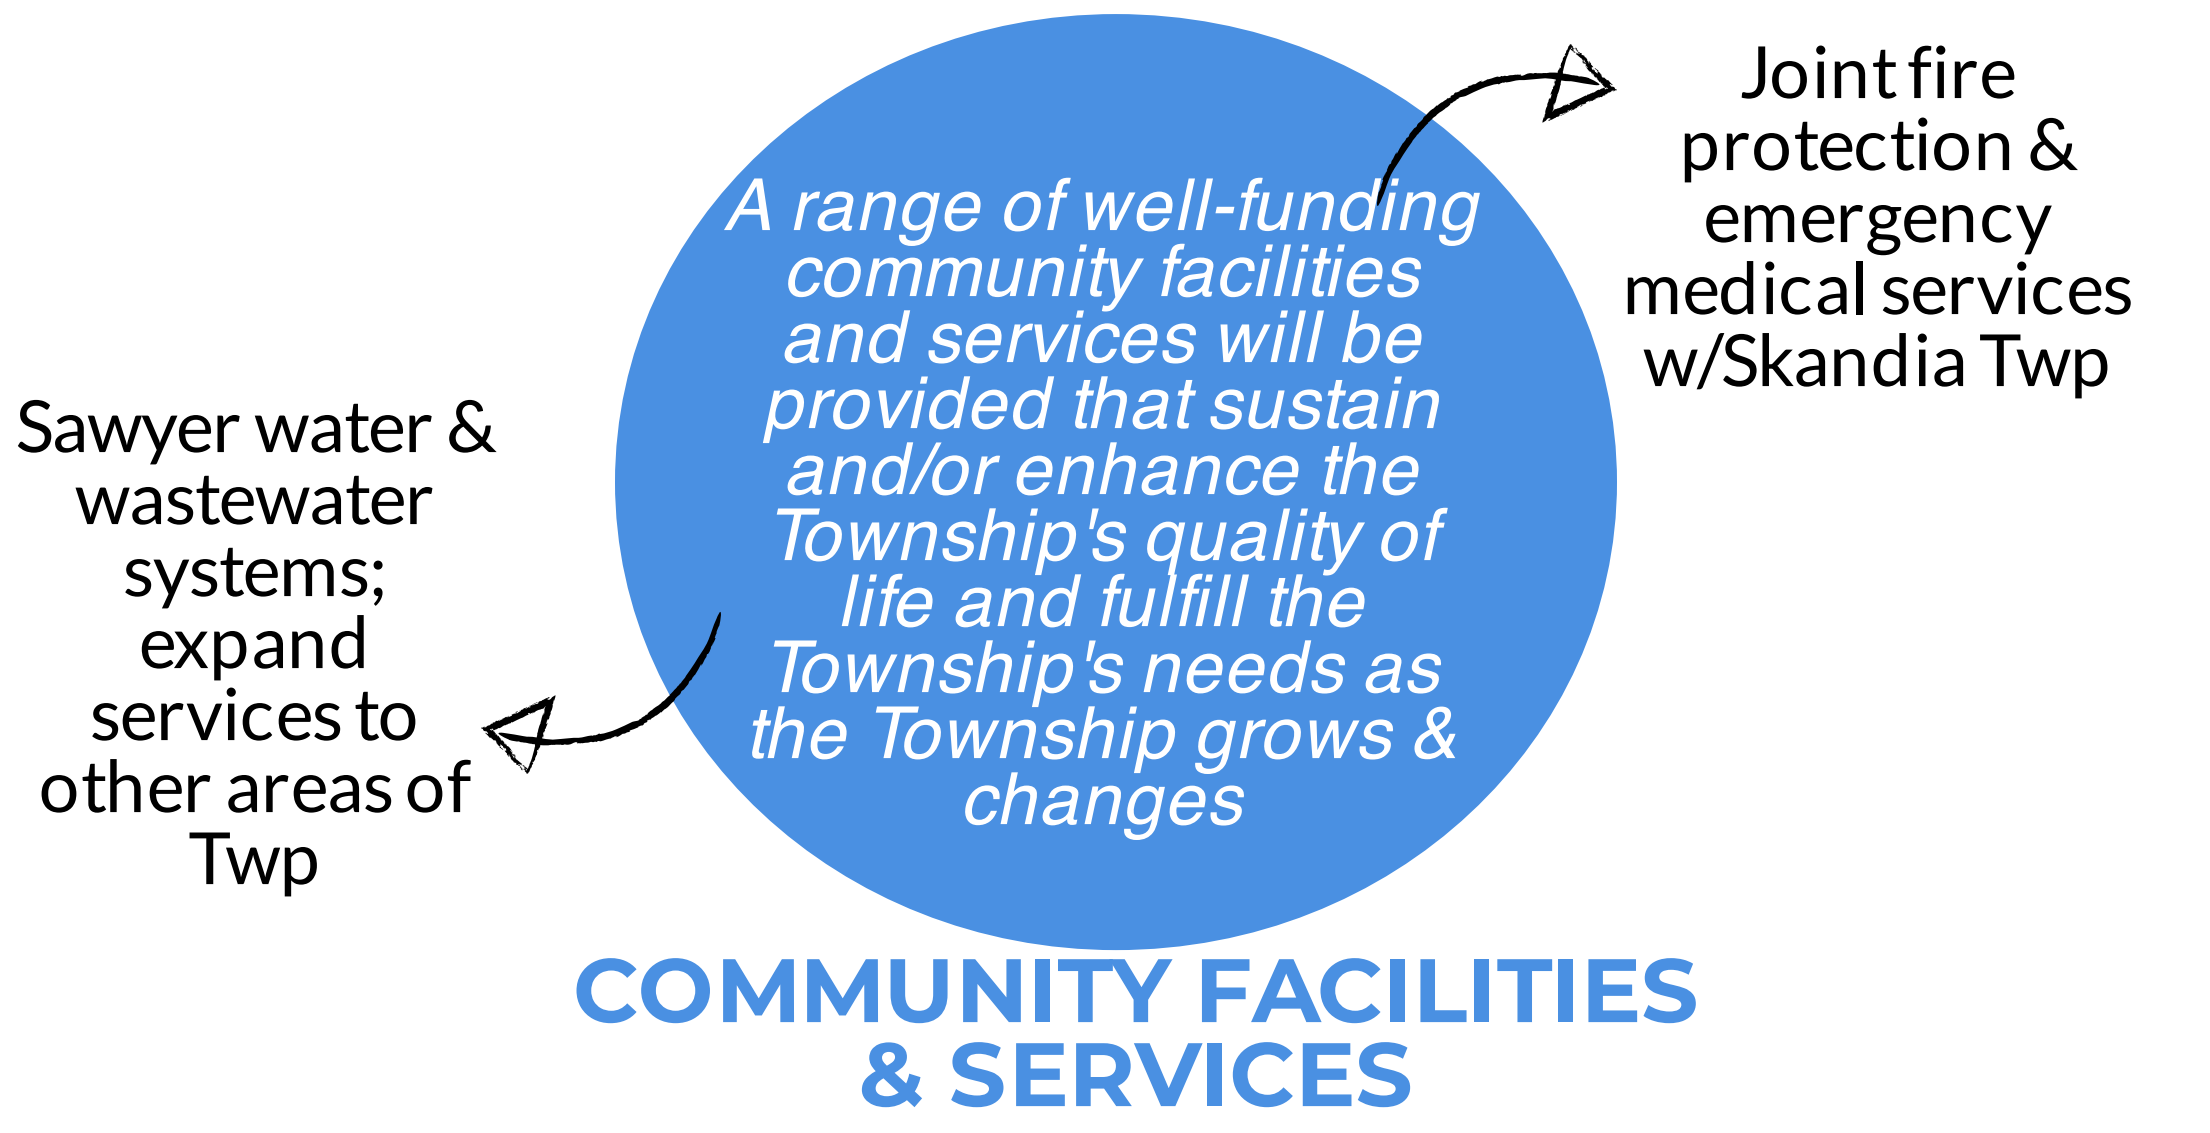 Joint fire
protection &
emergency
medical services
w/Skandia Twp
A range of well-funding
community facilities
and services will be
provided that sustain
and/or enhance the
Township's quality of
life and fulfill the
Township's needs as
the Township grows &
changes
Sawyer water &
wastewater
systems;
expand
services to
other areas of
Twp
COMMUNITY FACILITIES
& SERVICES